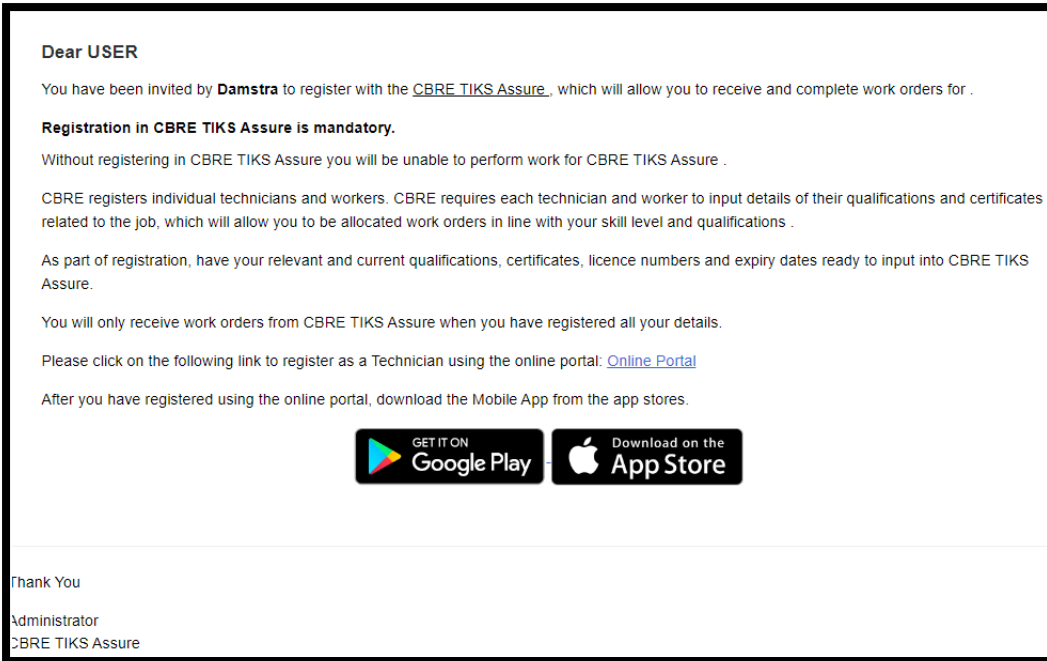 Dear USER
You have been invited by Damstra to register with the CBRE TIKS Assure , which will allow you to receive and complete work orders for .
Registration in CBRE TIKS Assure is mandatory.
Without registering in CBRE TIKS Assure you will be unable to perform work for CBRE TIKS Assure .
CBRE registers individual technicians and workers. CBRE requires each technician and worker to input details of their qualifications and certificates
related to the job, which will allow you to be allocated work orders in line with your skill level and qualifications .
As part of registration, have your relevant and current qualifications, certificates, licence numbers and expiry dates ready to input into CBRE TIKS
Assure.
You will only receive work orders from CBRE TIKS Assure when you have registered all your details.
Please click on the following link to register as a Technician using the online portal: Online Portal
After you have registered using the online portal, download the Mobile App from the app stores.
GET IT ON
Google Play
Download on the
App Store
Thank You
Administrator
CBRE TIKS Assure